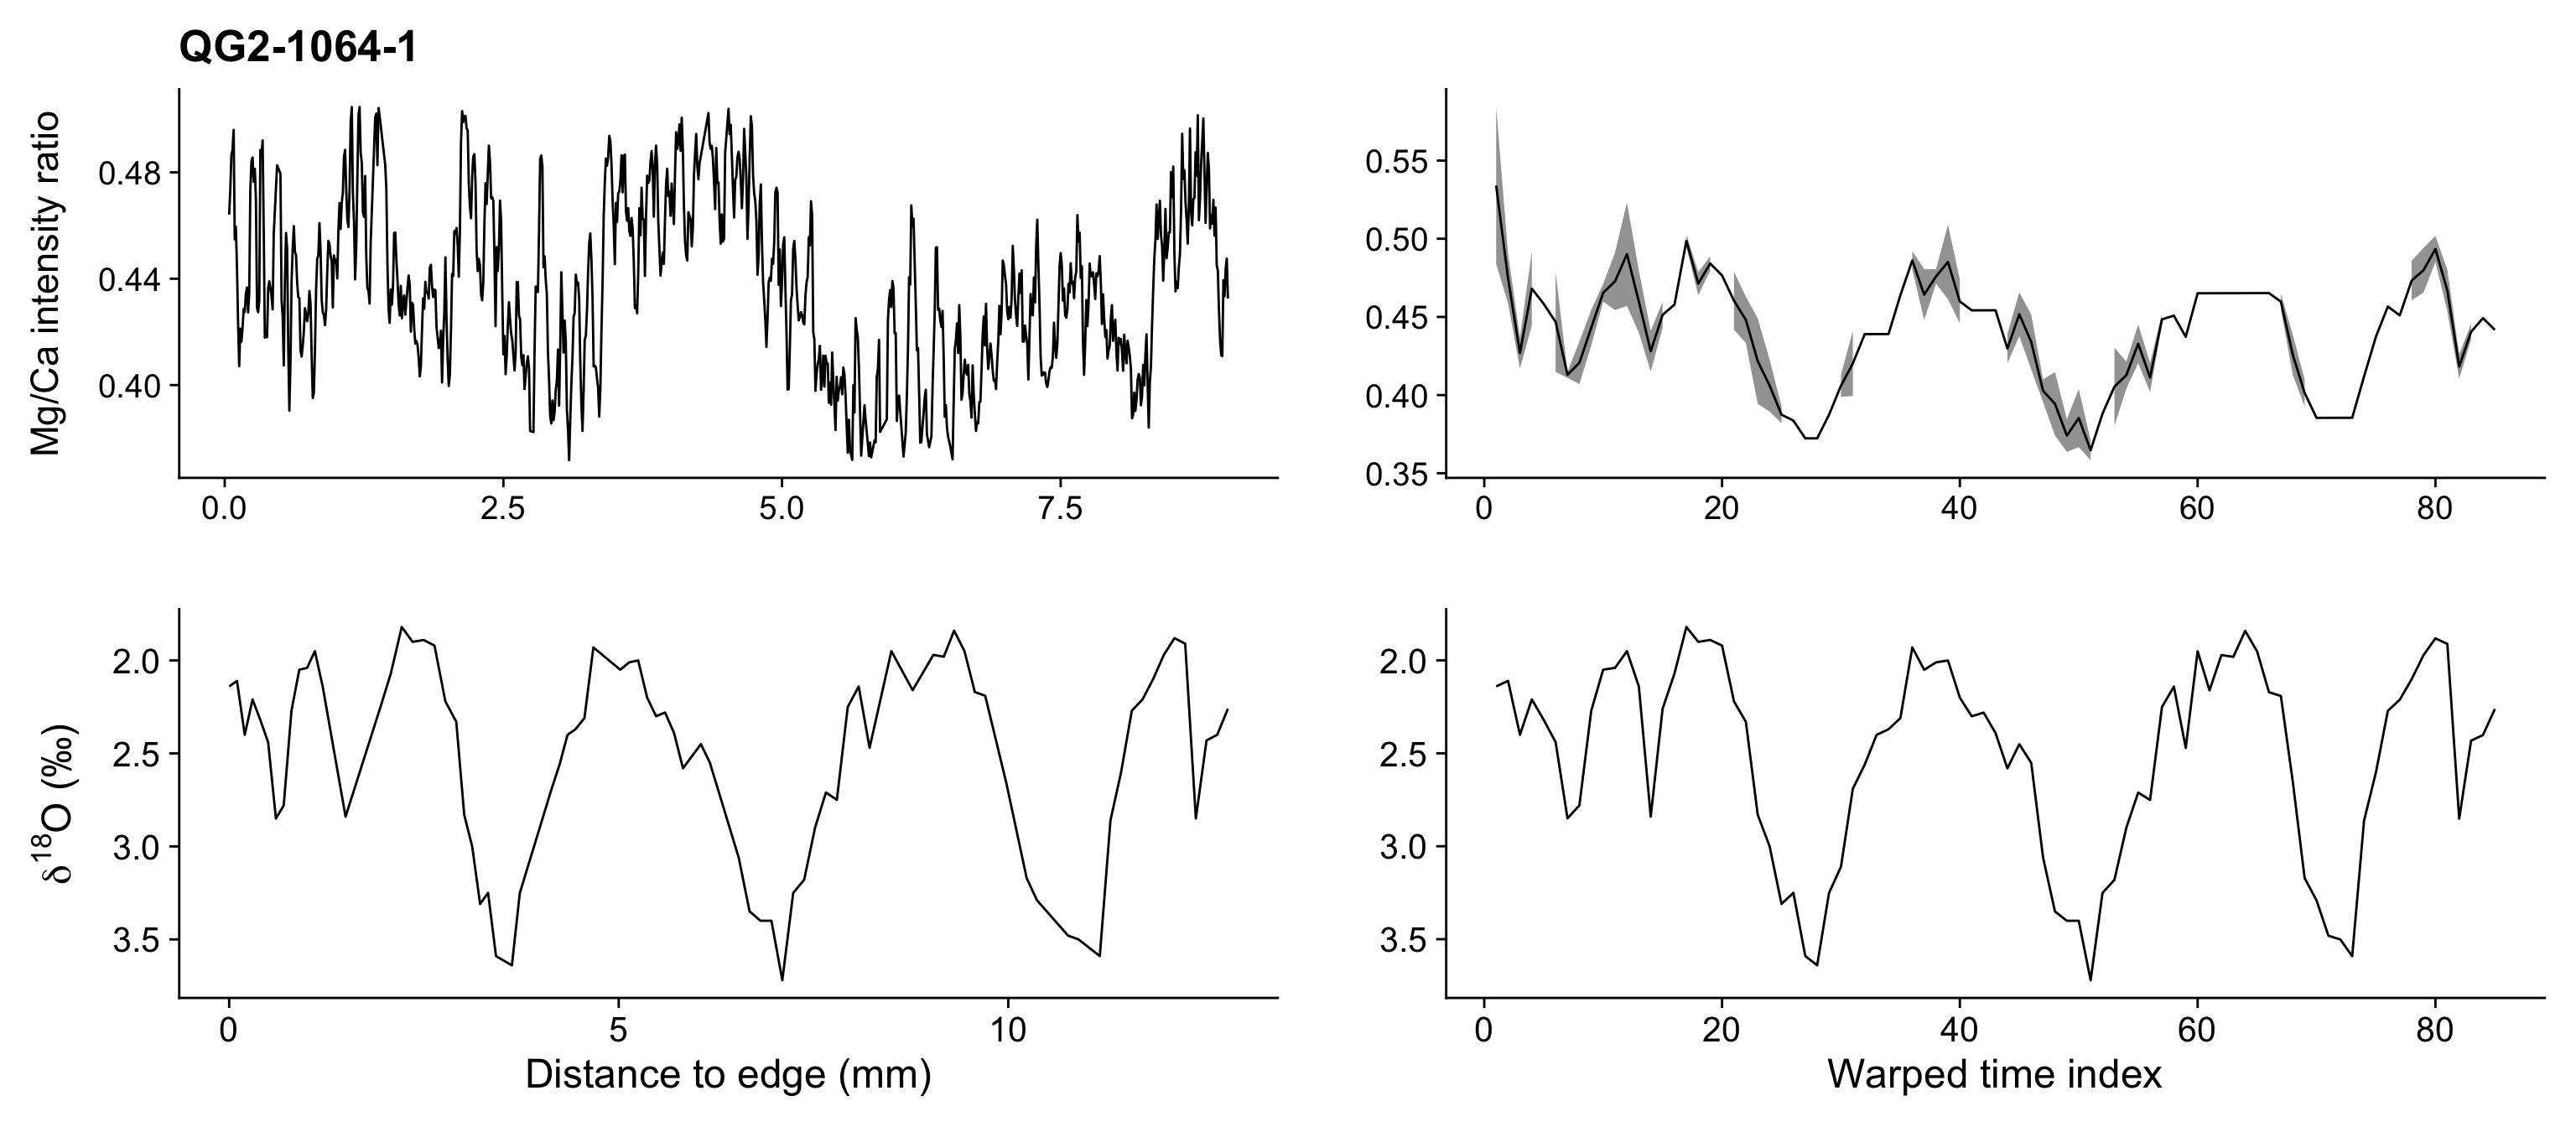 QG2-1064-1
Mg/Ca intensity ratio
0.48
0.44
0.40
0.0 2.5 5.0 7.5
0.55
0.50
0.45
0.40
0.35
0 20 40 60 80
δ¹⁸O (‰)
2.0
2.5
3.0
3.5
0 5 10
Distance to edge (mm)
2.0
2.5
3.0
3.5
0 20 40 60 80
Warped time index